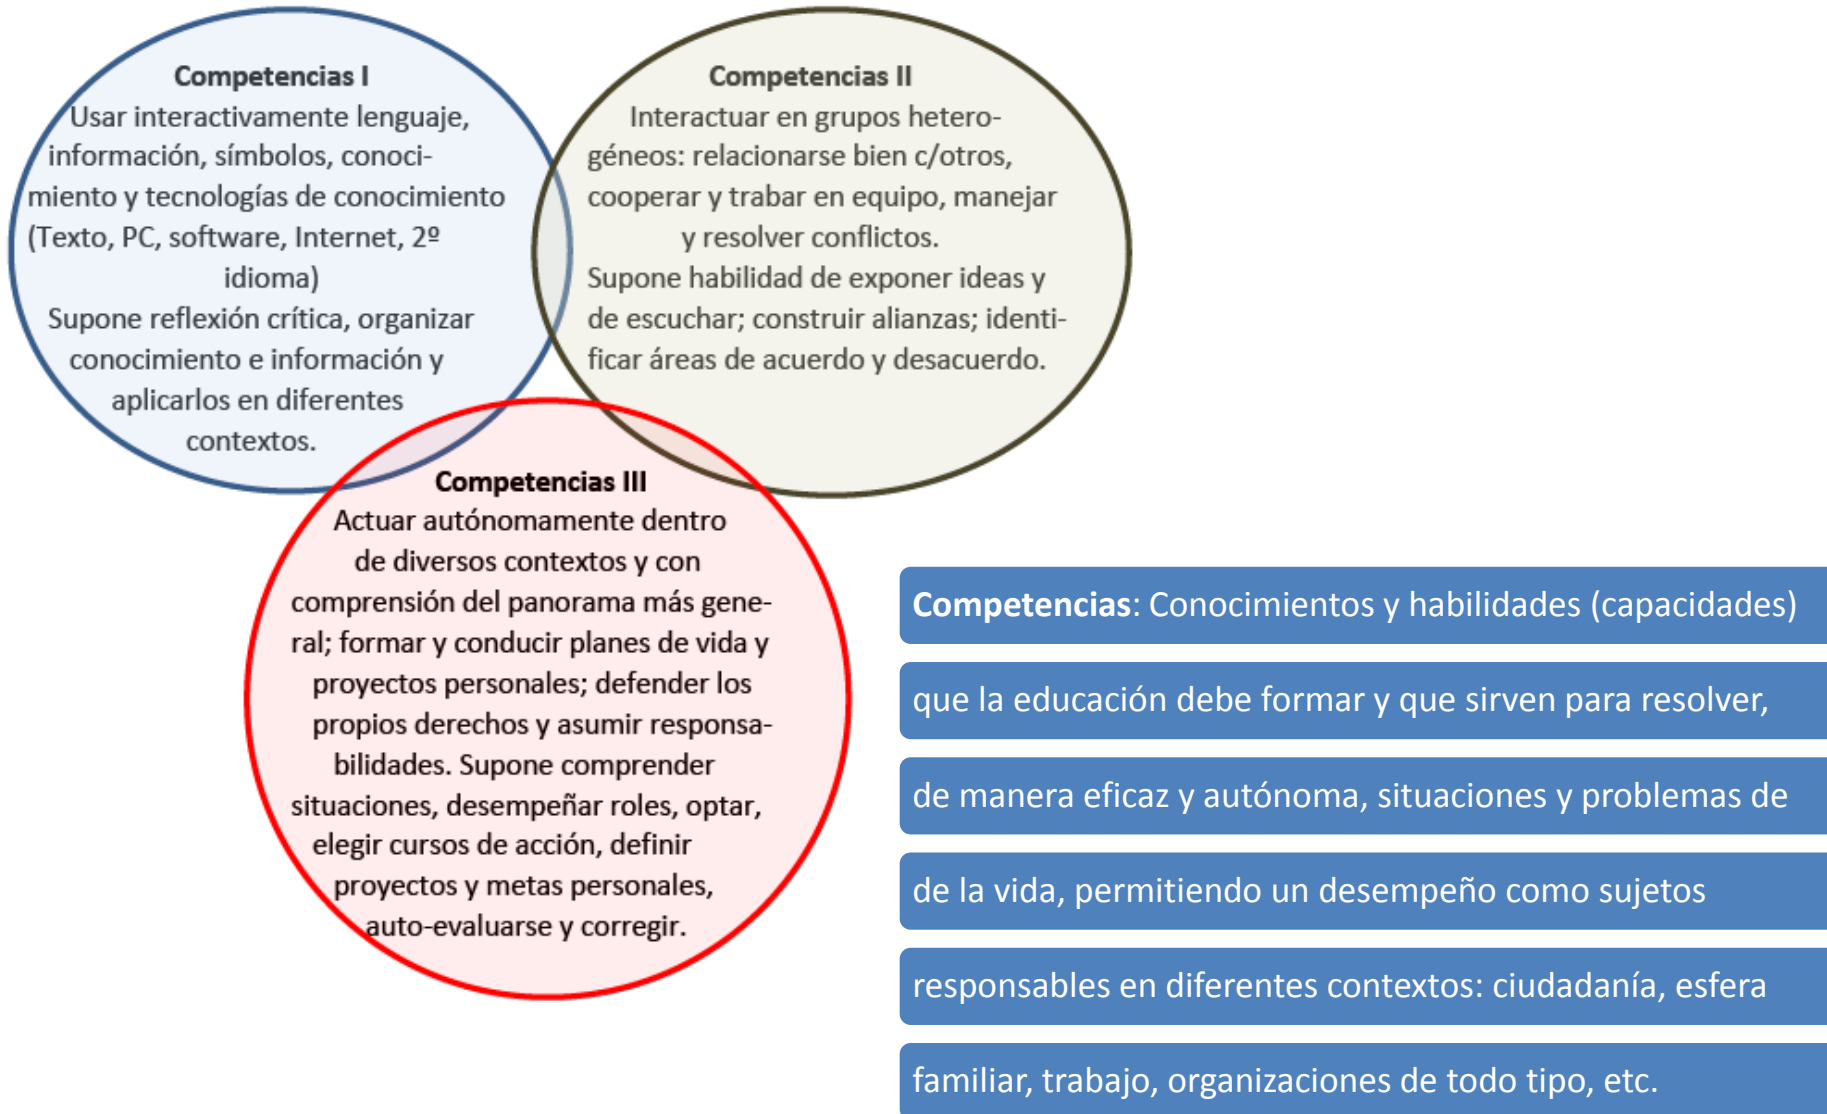 Competencias I
Usar interactivamente lenguaje,
información, símbolos, conoci-
miento y tecnologías de conocimiento
(Texto, PC, software, Internet, 2º
idioma)
Supone reflexión crítica, organizar
conocimiento e información y
aplicarlos en diferentes
contextos.
Competencias II
Interactuar en grupos hetero-
géneos: relacionarse bien c/otros,
cooperar y trabar en equipo, manejar
y resolver conflictos.
Supone habilidad de exponer ideas y
de escuchar; construir alianzas; identi-
ficar áreas de acuerdo y desacuerdo.
Competencias III
Actuar autónomamente dentro
de diversos contextos y con
comprensión del panorama más gene-
ral; formar y conducir planes de vida y
proyectos personales; defender los
propios derechos y asumir responsa-
bilidades. Supone comprender
situaciones, desempeñar roles, optar,
elegir cursos de acción, definir
proyectos y metas personales,
auto-evaluarse y corregir.
Competencias: Conocimientos y habilidades (capacidades)
que la educación debe formar y que sirven para resolver,
de manera eficaz y autónoma, situaciones y problemas de
de la vida, permitiendo un desempeño como sujetos
responsables en diferentes contextos: ciudadanía, esfera
familiar, trabajo, organizaciones de todo tipo, etc.